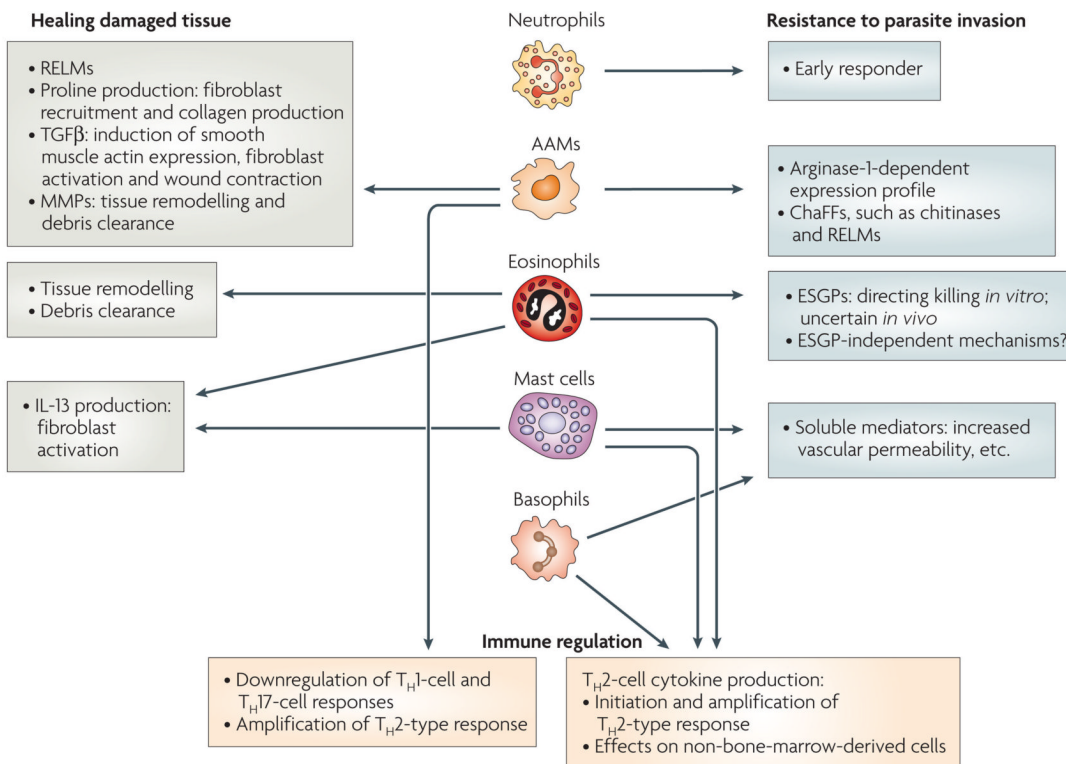 Healing damaged tissue
• RELMs
• Proline production: fibroblast
recruitment and collagen production
• TGFβ: induction of smooth
muscle actin expression, fibroblast
activation and wound contraction
• MMPs: tissue remodelling and
debris clearance
• Tissue remodelling
• Debris clearance
• IL-13 production:
fibroblast
activation
Neutrophils
AAMs
Eosinophils
Mast cells
Basophils
Resistance to parasite invasion
• Early responder
• Arginase-1-dependent
expression profile
• ChaFFs, such as chitinases
and RELMs
• ESGPs: directing killing in vitro;
uncertain in vivo
• ESGP-independent mechanisms?
• Soluble mediators: increased
vascular permeability, etc.
Immune regulation
• Downregulation of TH1-cell and
TH17-cell responses
• Amplification of TH2-type response
TH2-cell cytokine production:
• Initiation and amplification of
TH2-type response
• Effects on non-bone-marrow-derived cells